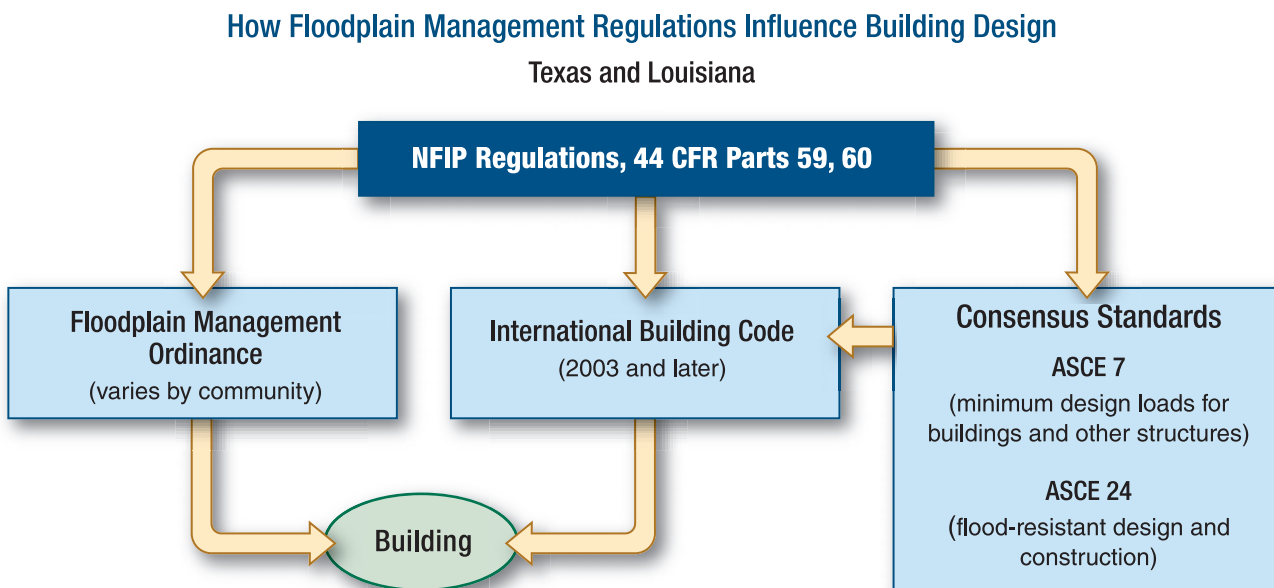 How Floodplain Management Regulations Influence Building Design
Texas and Louisiana
NFIP Regulations, 44 CFR Parts 59, 60
Floodplain Management
Ordinance
(varies by community)
International Building Code
(2003 and later)
Consensus Standards
ASCE 7
(minimum design loads for
buildings and other structures)
ASCE 24
(flood-resistant design and
construction)
Building